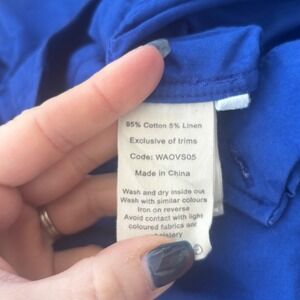 95% Cotton 5% Linen
Exclusive of trims
Code: WAOVS05
Made in China
Wash and dry inside out
Wash with similar colours
Iron on reverse
Avoid contact with light
coloured fabrics and